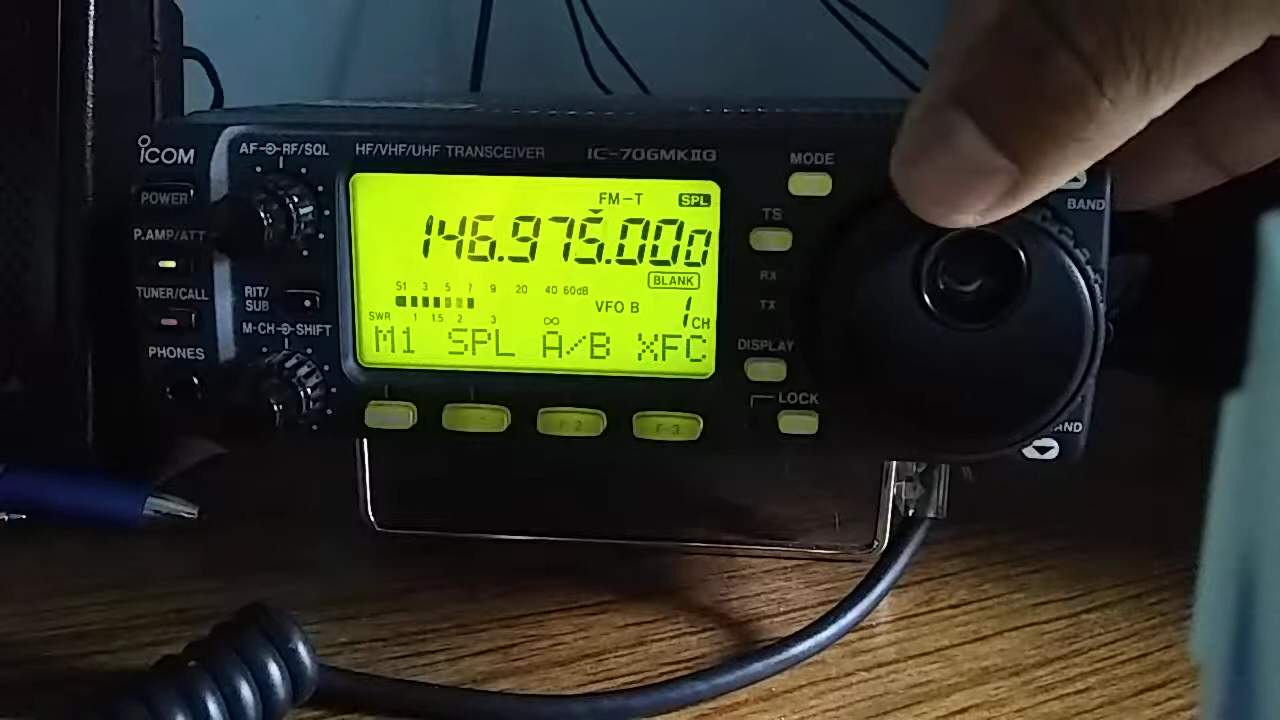 ICOM
AF RF/SQL
HF/VHF/UHF TRANSCEIVER
IC-706MKIIG
MODE
POWER
FM-T SPL
BAND
146.975.000
TS
P.AMP/ATT
BLANK
RX
TUNER/CALL
RIT/SUB
S1 3 5 7 9 20 40 60dB
VFO B
1CH
TX
SWR 1 1.5 2 3 ∞
M-CH SHIFT
M1 SPL A/B XFC
DISPLAY
PHONES
LOCK
F-2
F-3